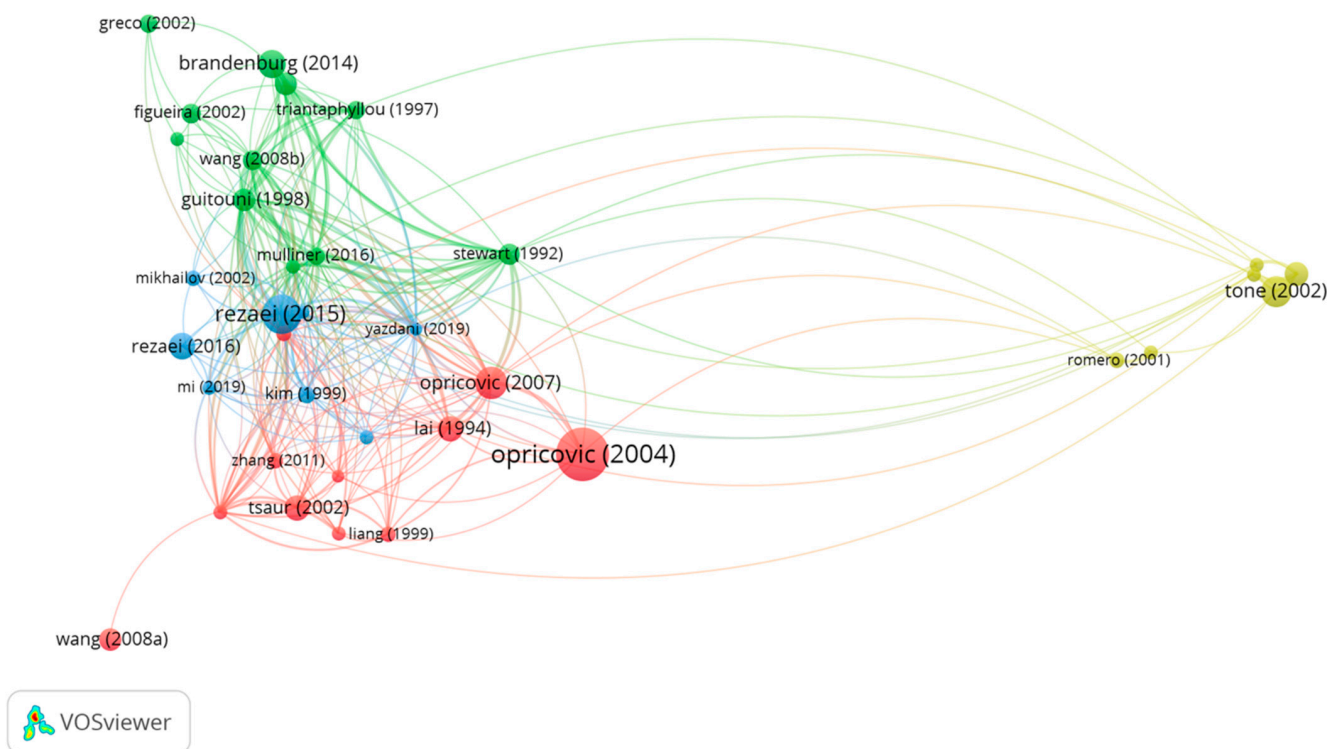 greco (2002)
brandenburg (2014)
figueira (2002)
triantaphyllou (1997)
wang (2008b)
guitouni (1998)
mulliner (2016)
stewart (1992)
mikhailov (2002)
tone (2002)
rezaei (2015)
yazdani (2019)
rezaei (2016)
romero (2001)
mi (2019)
kim (1999)
opricovic (2007)
lai (1994)
opricovic (2004)
zhang (2011)
tsaur (2002)
liang (1999)
wang (2008a)
VOSviewer